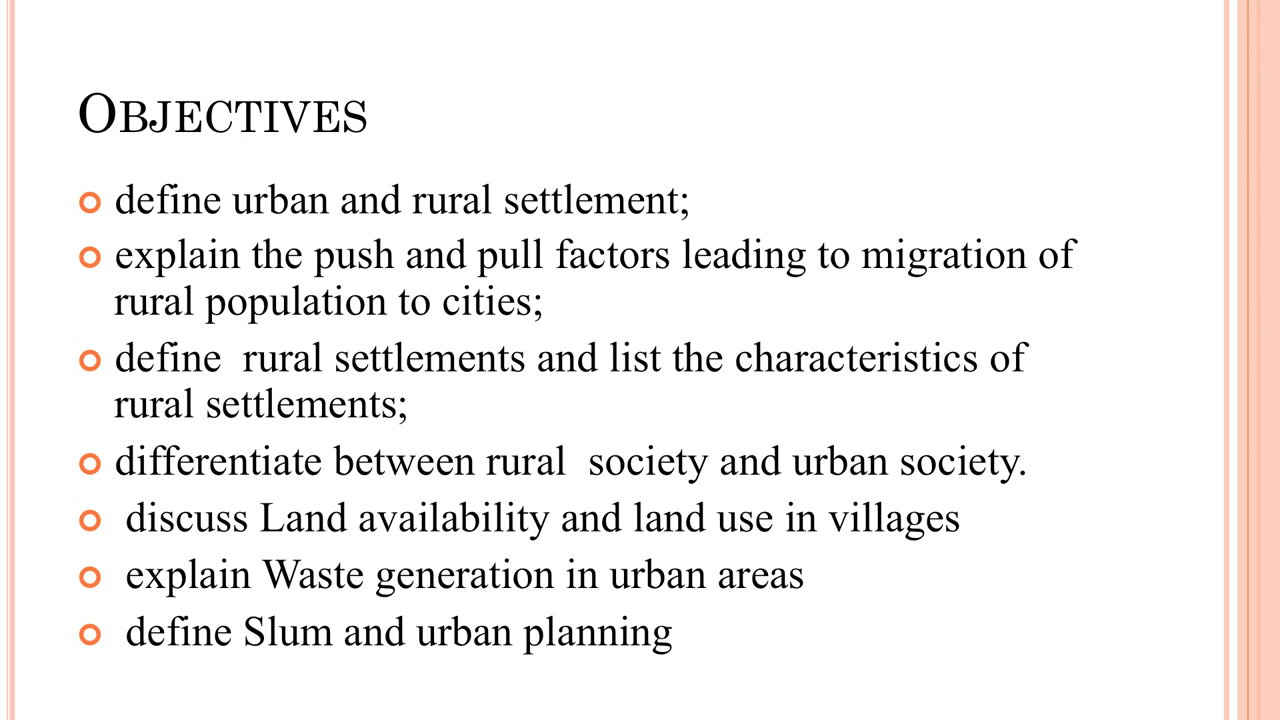 OBJECTIVES
define urban and rural settlement;
explain the push and pull factors leading to migration of
rural population to cities;
define  rural settlements and list the characteristics of
rural settlements;
differentiate between rural  society and urban society.
discuss Land availability and land use in villages
explain Waste generation in urban areas
define Slum and urban planning